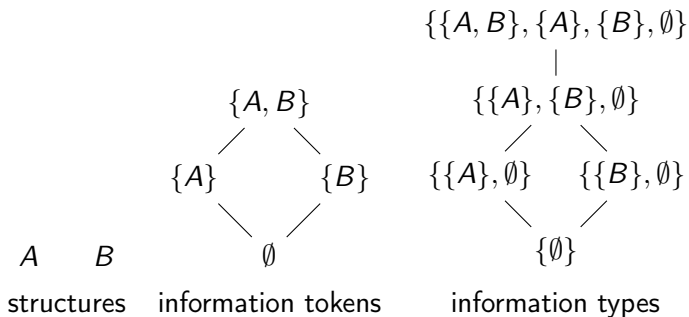 {{A, B}, {A}, {B}, ∅}
{A, B} {{A}, {B}, ∅}
{A} {B} {{A}, ∅} {{B}, ∅}
A B ∅ {∅}
structures information tokens information types